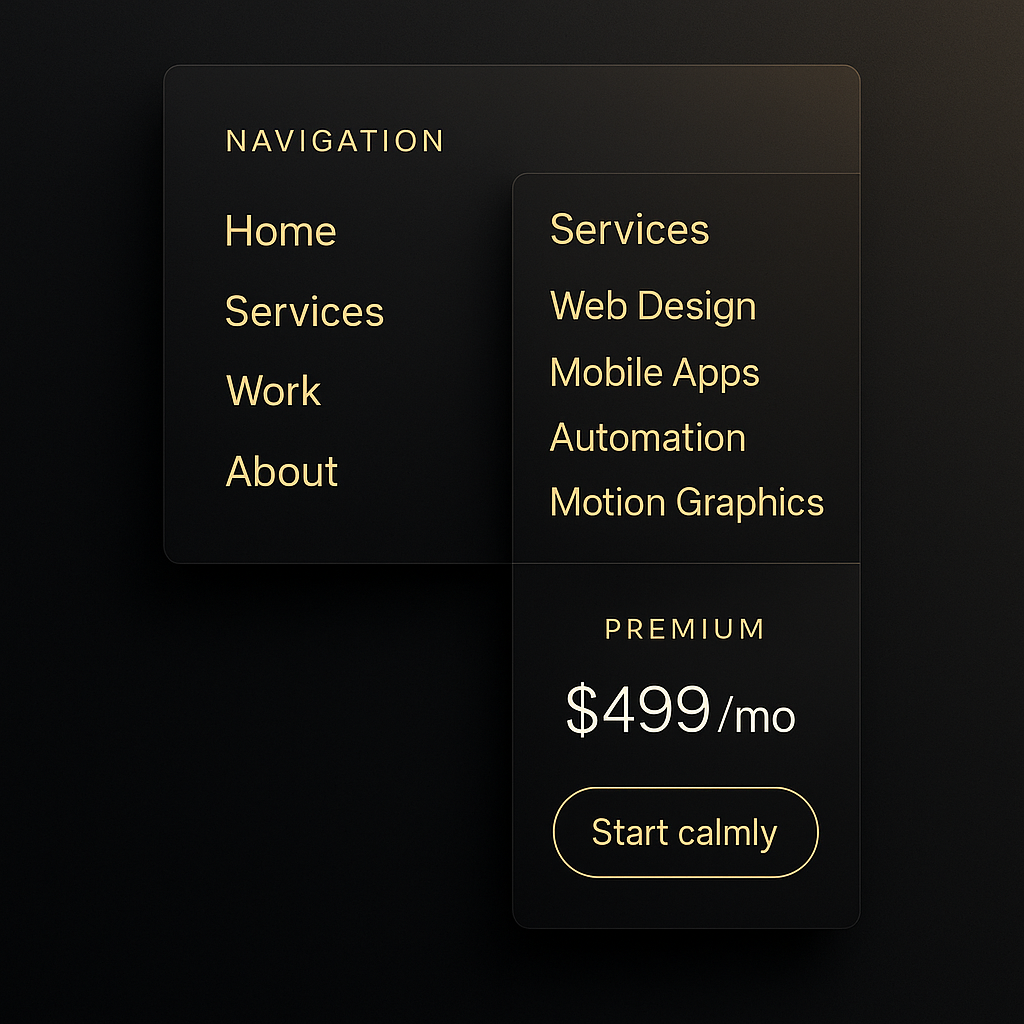 NAVIGATION
Home
Services
Work
About
Services
Web Design
Mobile Apps
Automation
Motion Graphics
PREMIUM
$499/mo
Start calmly